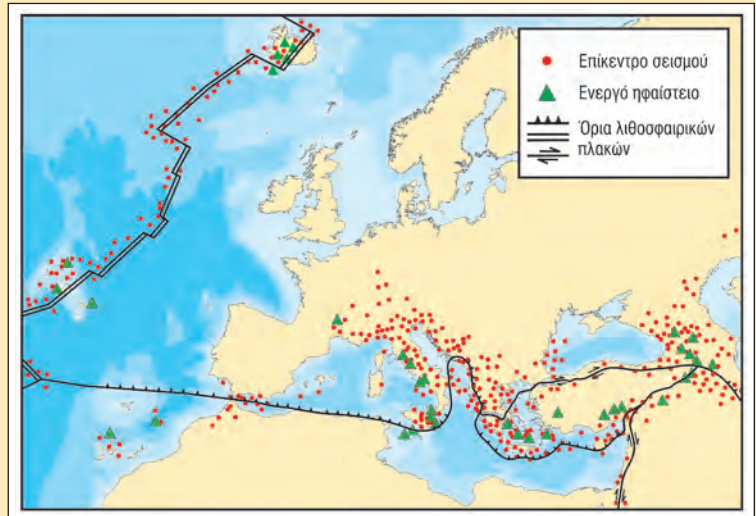 Επίκεντρο σεισμού
Ενεργό ηφαίστειο
Όρια λιθοσφαιρικών
πλακών